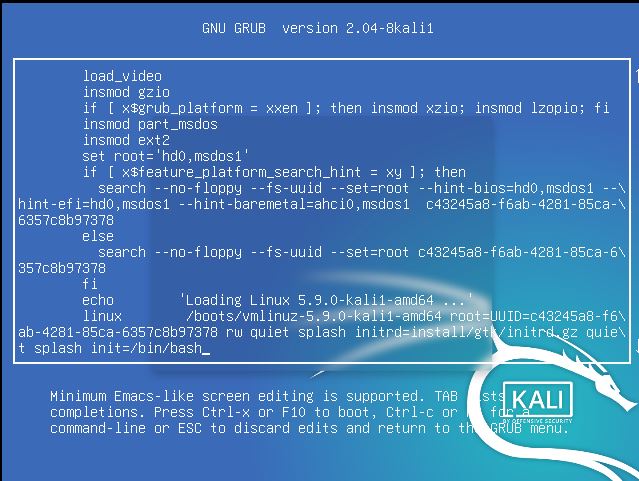 GNU GRUB  version 2.04-8kali1
load_video
insmod gzio
if [ x$grub_platform = xxen ]; then insmod xzio; insmod lzopio; fi
insmod part_msdos
insmod ext2
set root='hd0,msdos1'
if [ x$feature_platform_search_hint = xy ]; then
search --no-floppy --fs-uuid --set=root --hint-bios=hd0,msdos1 --\
hint-efi=hd0,msdos1 --hint-baremetal=ahci0,msdos1  c43245a8-f6ab-4281-85ca-\
6357c8b97378
else
search --no-floppy --fs-uuid --set=root c43245a8-f6ab-4281-85ca-6\
357c8b97378
fi
echo	'Loading Linux 5.9.0-kali1-amd64 ...'
linux	/boots/vmlinuz-5.9.0-kali1-amd64 root=UUID=c43245a8-f6\
ab-4281-85ca-6357c8b97378 rw quiet splash initrd=install/gtk/initrd.gz quie\
t splash init=/bin/bash_
Minimum Emacs-like screen editing is supported. TAB lists
completions. Press Ctrl-x or F10 to boot, Ctrl-c or for a
command-line or ESC to discard edits and return to the GRUB menu.
KALI
BY OFFENSIVE SECURITY